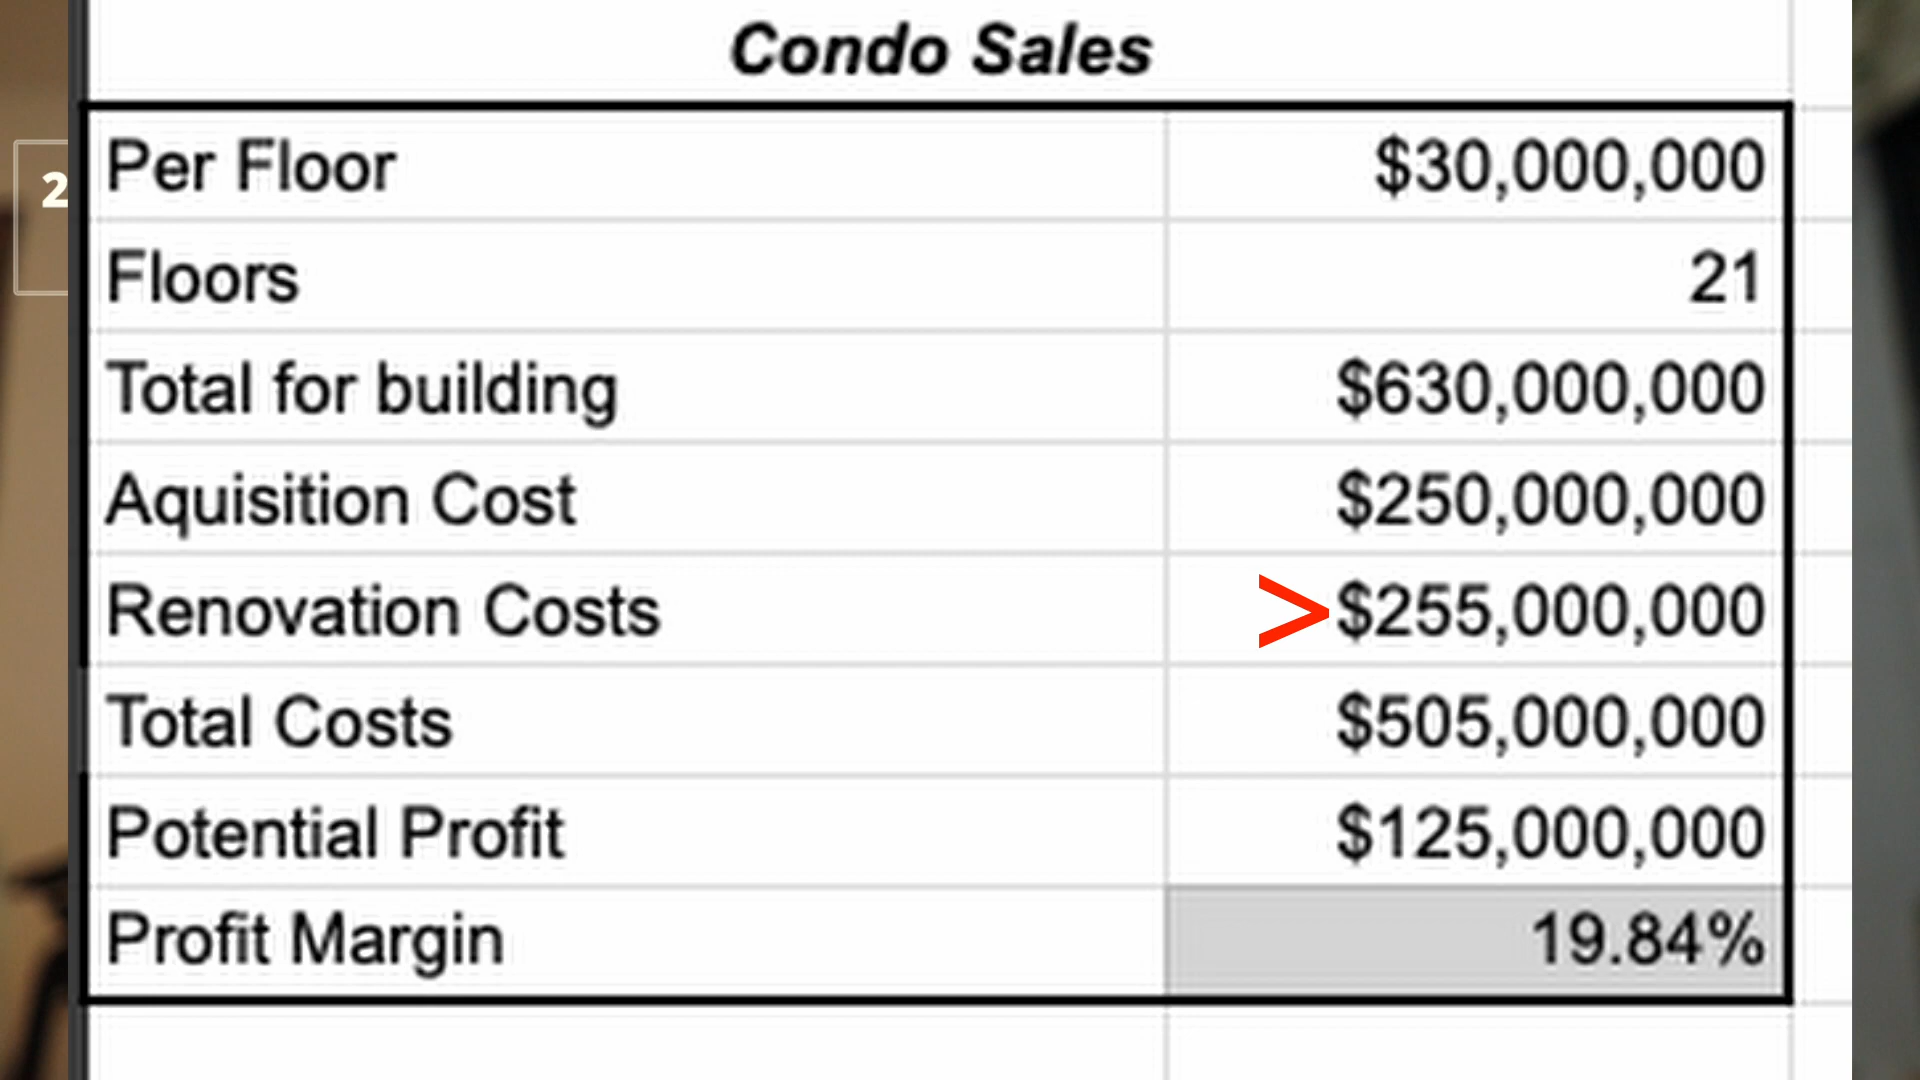 Condo Sales
2
Per Floor $30,000,000
Floors 21
Total for building $630,000,000
Aquisition Cost $250,000,000
Renovation Costs >$255,000,000
Total Costs $505,000,000
Potential Profit $125,000,000
Profit Margin 19.84%